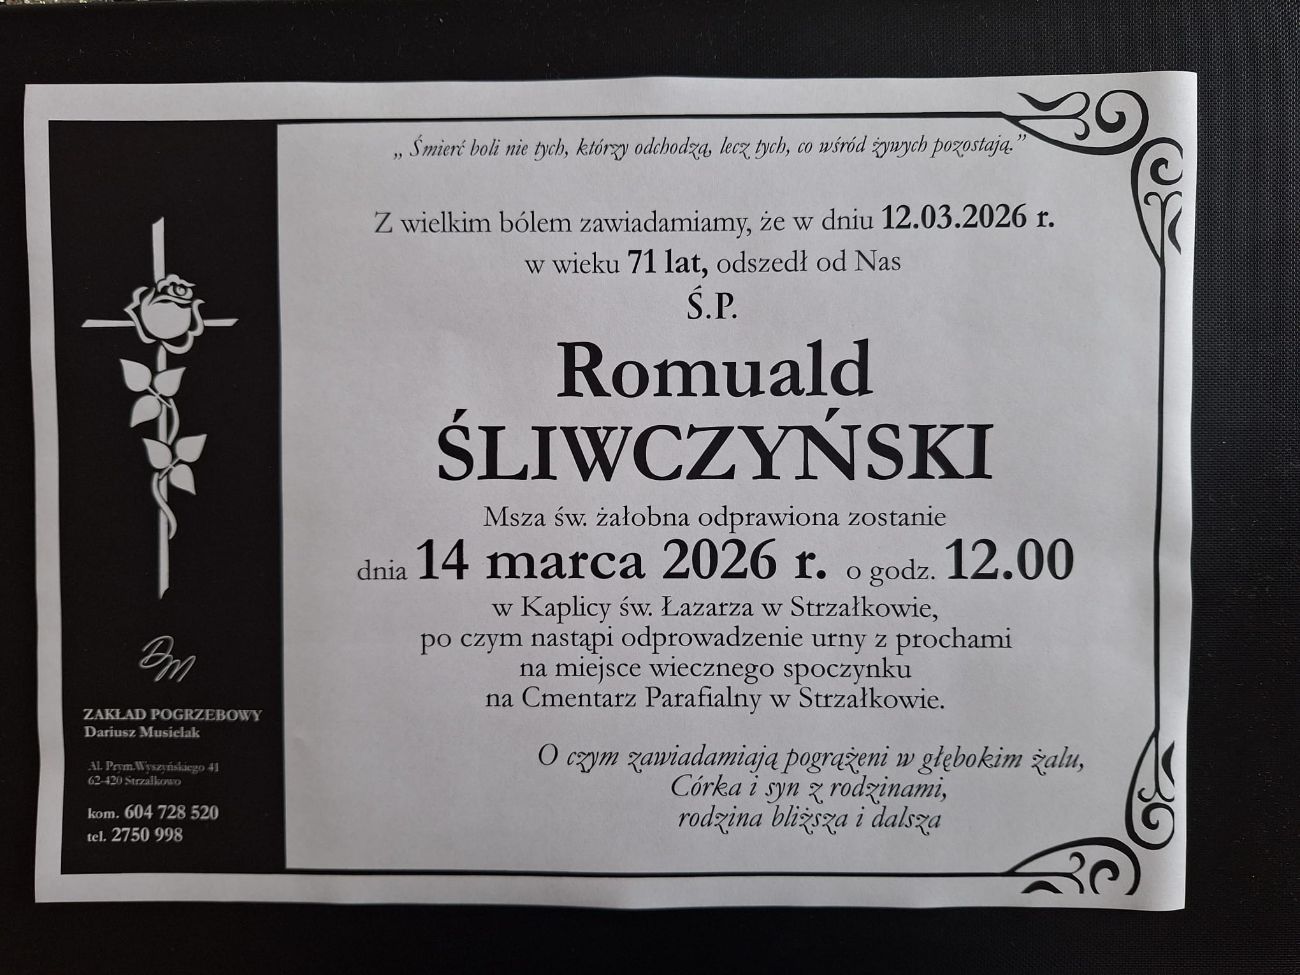 „ Śmierć boli nie tych, którzy odchodzą, lecz tych, co wśród żywych pozostają.”
Z wielkim bólem zawiadamiamy, że w dniu 12.03.2026 r.
w wieku 71 lat, odszedł od Nas
Ś.P.
Romuald
ŚLIWCZYŃSKI
Msza św. żałobna odprawiona zostanie
dnia 14 marca 2026 r. o godz. 12.00
w Kaplicy św. Łazarza w Strzałkowie,
po czym nastąpi odprowadzenie urny z prochami
na miejsce wiecznego spoczynku
na Cmentarz Parafialny w Strzałkowie.
O czym zawiadamiają pogrążeni w głębokim żalu,
Córka i syn z rodzinami,
rodzina bliższa i dalsza
DM
ZAKŁAD POGRZEBOWY
Dariusz Musielak
Al. Prym.Wyszyńskiego 41
62-420 Strzałkowo
kom. 604 728 520
tel. 2750 998